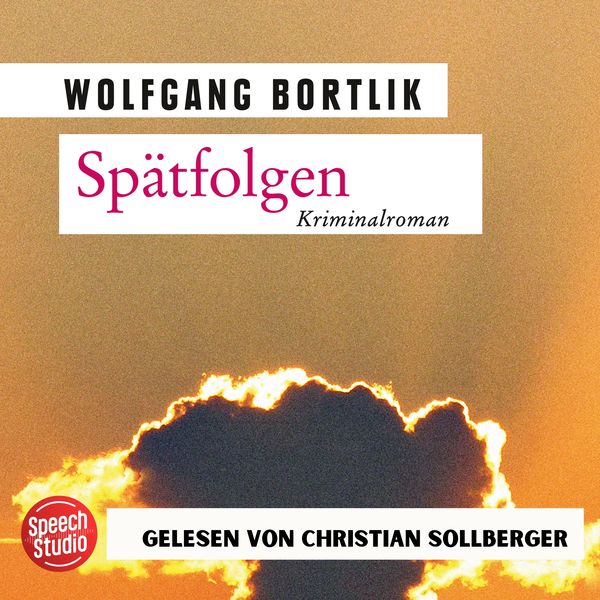 WOLFGANG BORTLIK
Spätfolgen
Kriminalroman
Speech
Studio
GELESEN VON CHRISTIAN SOLLBERGER